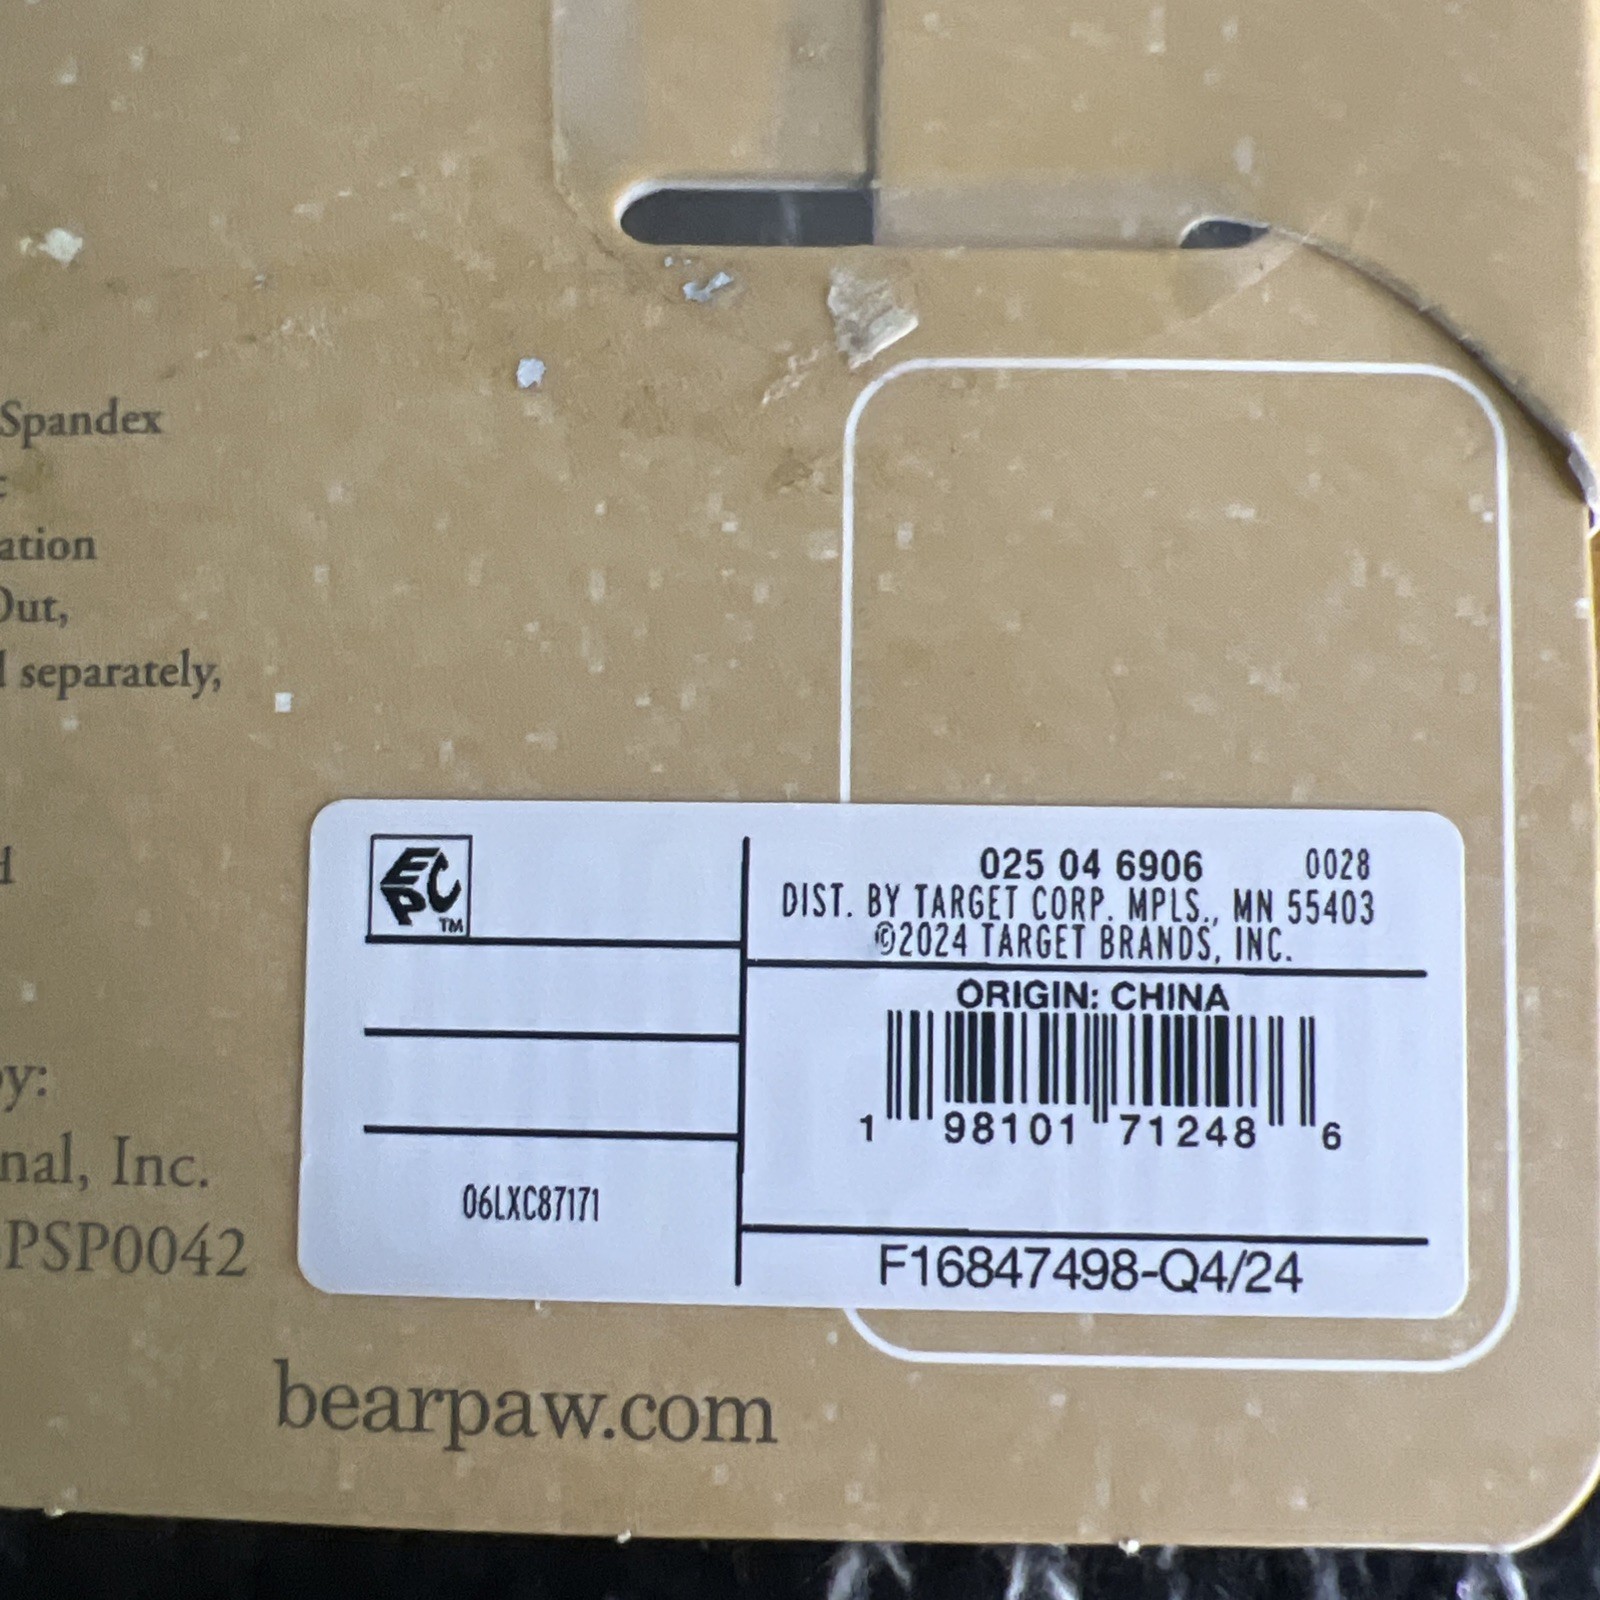 Spandex
ation
Out,
separately,
by:
nal, Inc.
PSP0042
EPC
TM
025 04 6906 0028
DIST. BY TARGET CORP. MPLS., MN 55403
©2024 TARGET BRANDS, INC.
ORIGIN: CHINA
1 98101 71248 6
06LXC87171
F16847498-Q4/24
bearpaw.com